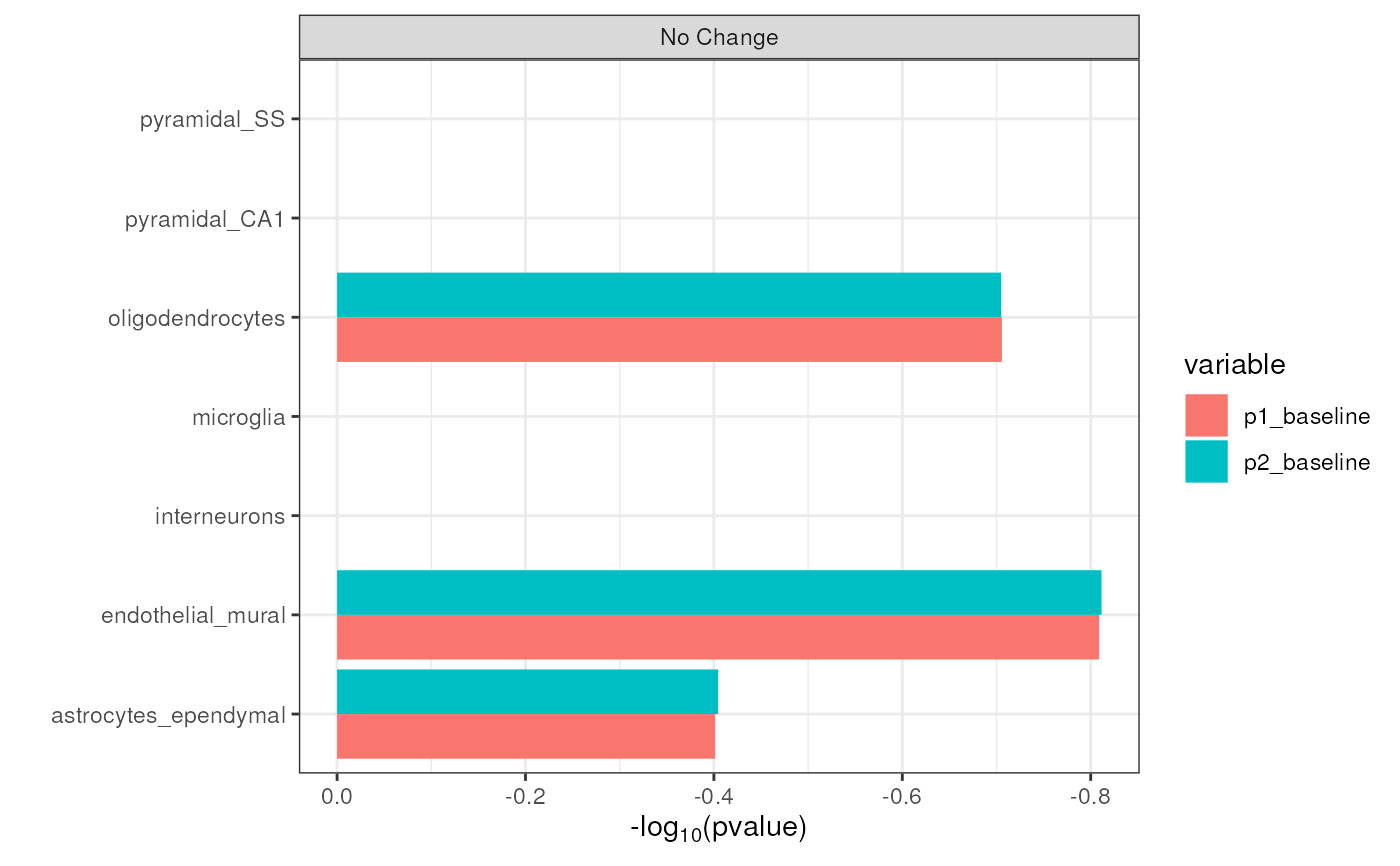 No Change
pyramidal_SS
pyramidal_CA1
oligodendrocytes
microglia
interneurons
endothelial_mural
astrocytes_ependymal
0.0 -0.2 -0.4 -0.6 -0.8
-log₁₀(pvalue)
variable
p1_baseline
p2_baseline